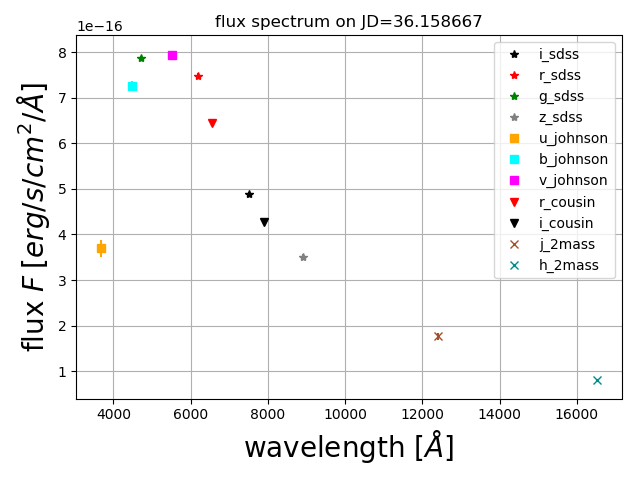 flux spectrum on JD=36.158667
1e−16
8
7
6
5
4
3
2
1
flux F [erg/s/cm²/Å]
i_sdss
r_sdss
g_sdss
z_sdss
u_johnson
b_johnson
v_johnson
r_cousin
i_cousin
j_2mass
h_2mass
4000 6000 8000 10000 12000 14000 16000
wavelength [Å]